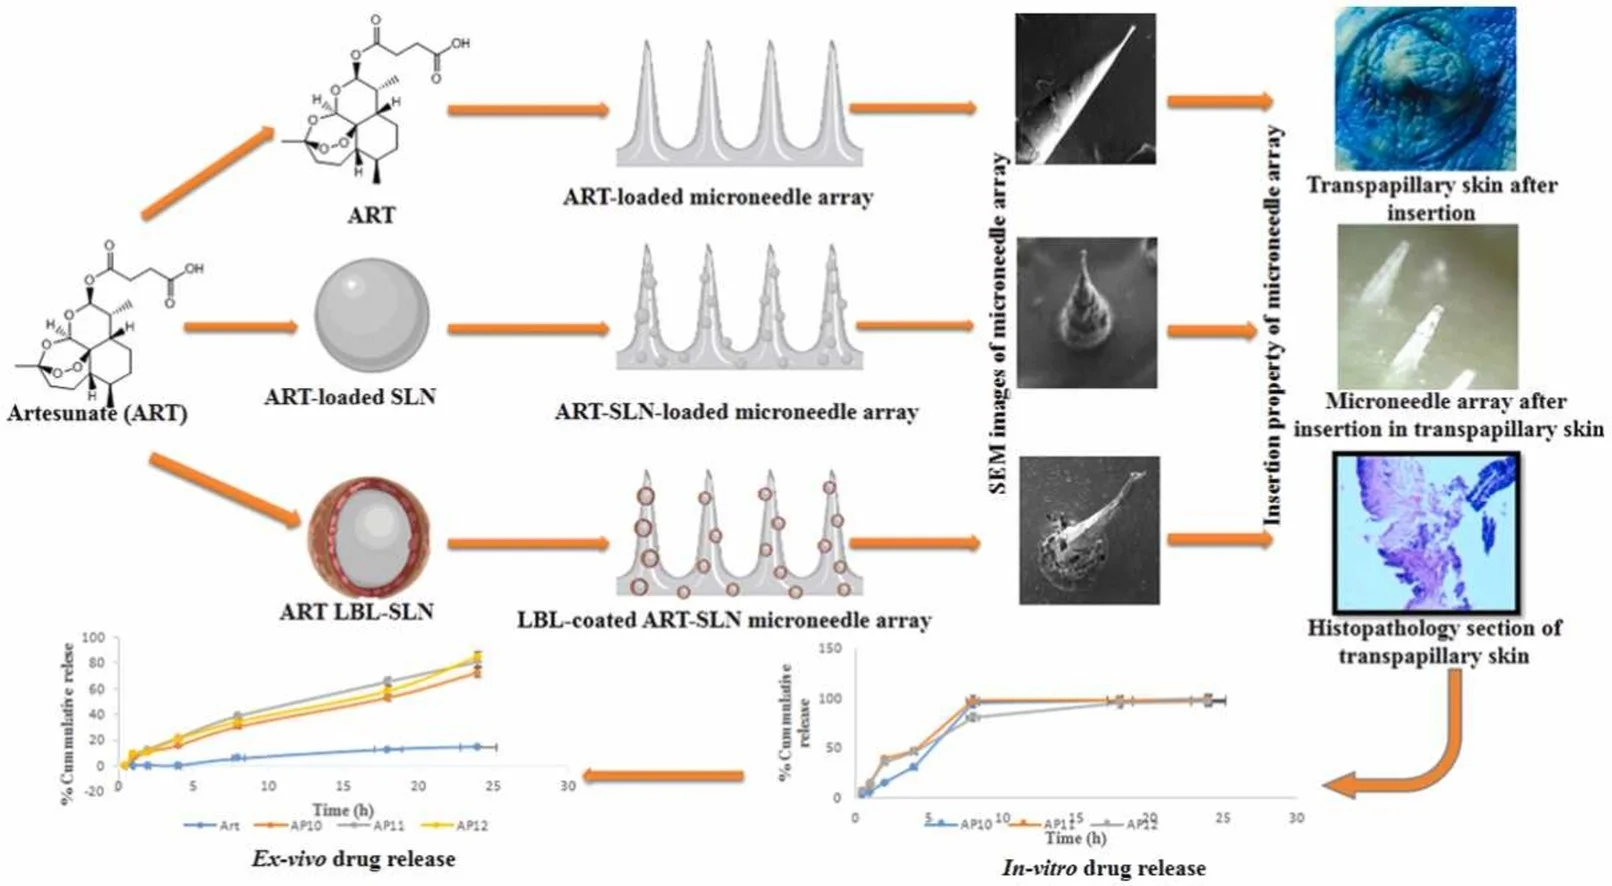 O
O
OH
O
O
H
H
O
O
O
H
ART
ART-loaded microneedle array
SEM images of microneedle array
Insertion property of microneedle array
Transpapillary skin after
insertion
O
O
OH
O
O
H
H
O
O
O
H
Artesunate (ART)
ART-loaded SLN
ART-SLN-loaded microneedle array
Microneedle array after
insertion in transpapillary skin
ART LBL-SLN
LBL-coated ART-SLN microneedle array
Histopathology section of
transpapillary skin
% Cummulative relese
100
80
60
40
20
0
-20
0
5
10
15
20
25
30
Time (h)
Art
AP10
AP11
AP12
Ex-vivo drug release
% Cummulative
release
150
100
50
0
0
5
10
15
20
25
30
AP10
AP11
AP12
Time (h)
In-vitro drug release